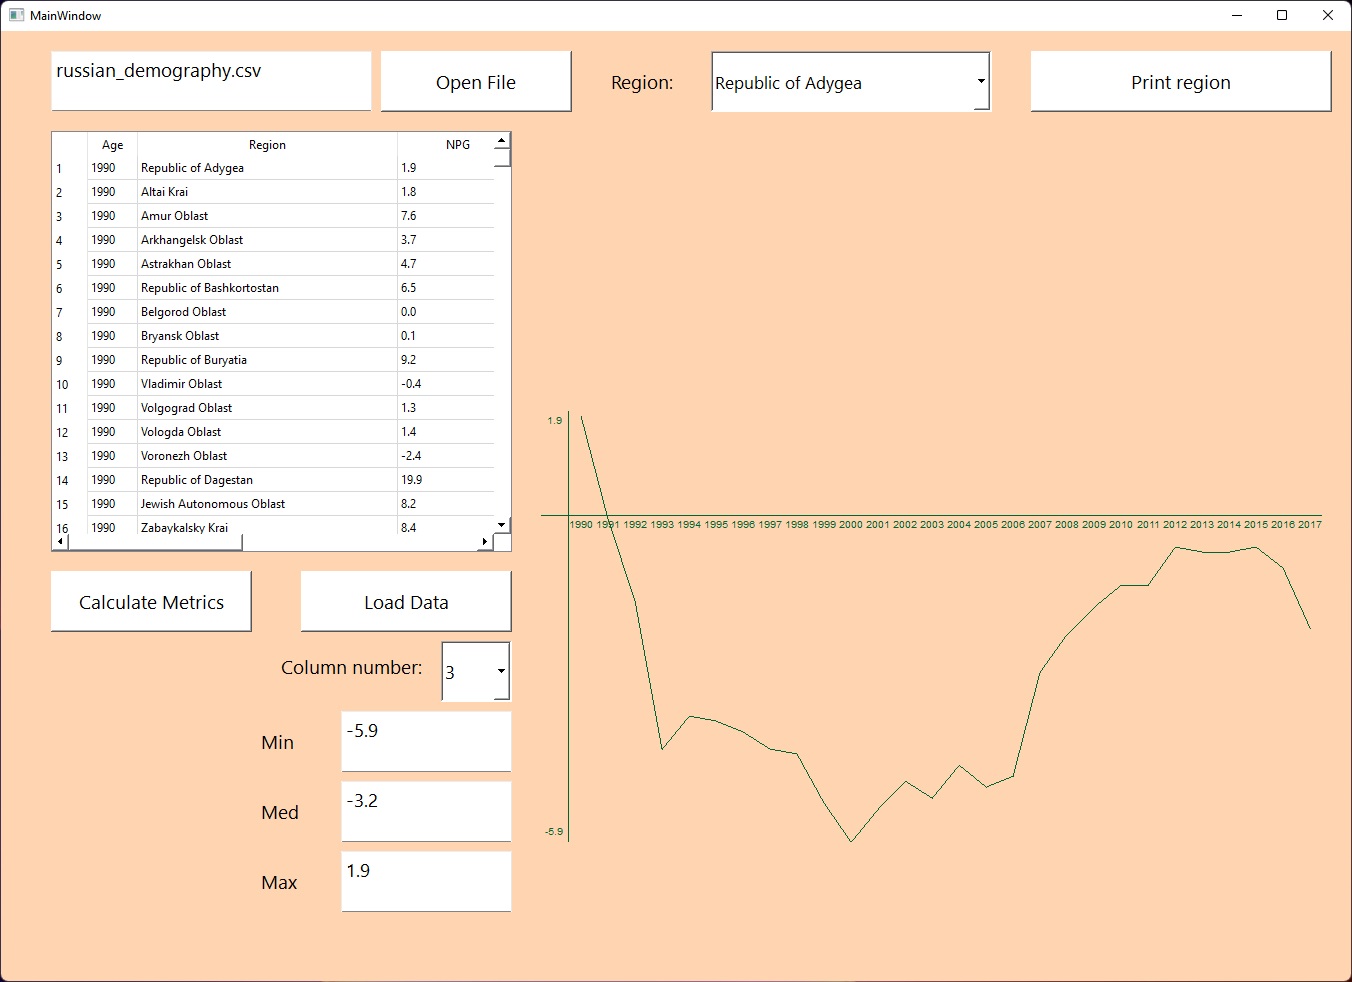 MainWindow
russian_demography.csv
Open File
Region:
Republic of Adygea
Print region
Age Region NPG
1 1990 Republic of Adygea 1.9
2 1990 Altai Krai 1.8
3 1990 Amur Oblast 7.6
4 1990 Arkhangelsk Oblast 3.7
5 1990 Astrakhan Oblast 4.7
6 1990 Republic of Bashkortostan 6.5
7 1990 Belgorod Oblast 0.0
8 1990 Bryansk Oblast 0.1
9 1990 Republic of Buryatia 9.2
10 1990 Vladimir Oblast -0.4
11 1990 Volgograd Oblast 1.3
12 1990 Vologda Oblast 1.4
13 1990 Voronezh Oblast -2.4
14 1990 Republic of Dagestan 19.9
15 1990 Jewish Autonomous Oblast 8.2
16 1990 Zabaykalsky Krai 8.4
Calculate Metrics
Load Data
Column number:
3
Min
-5.9
Med
-3.2
Max
1.9
1.9
1990 1991 1992 1993 1994 1995 1996 1997 1998 1999 2000 2001 2002 2003 2004 2005 2006 2007 2008 2009 2010 2011 2012 2013 2014 2015 2016 2017
-5.9